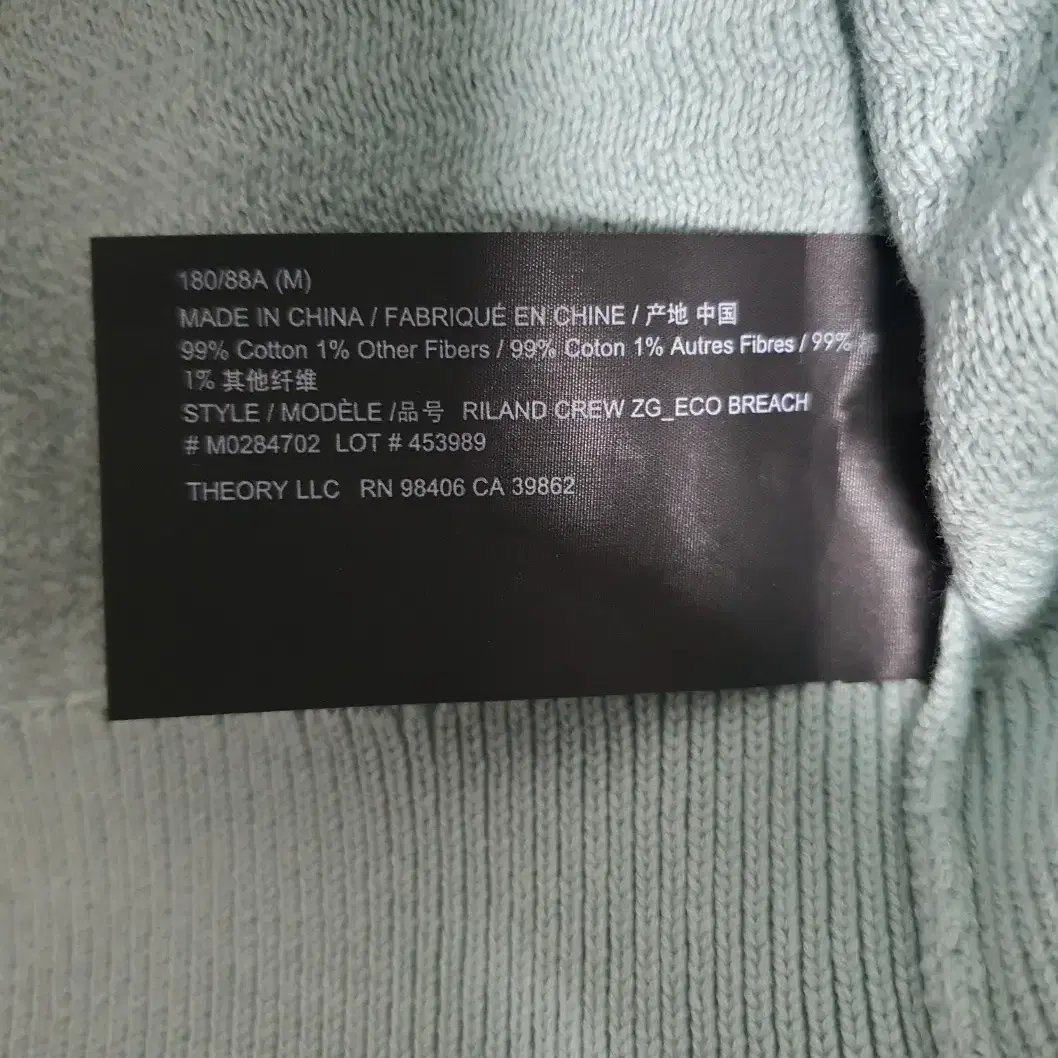 180/88A (M)
MADE IN CHINA / FABRIQUÉ EN CHINE / 产地 中国
99% Cotton 1% Other Fibers / 99% Coton 1% Autres Fibres / 99%
1% 其他纤维
STYLE / MODÈLE /品号 RILAND CREW ZG_ECO BREACH
# M0284702 LOT # 453989
THEORY LLC RN 98406 CA 39862